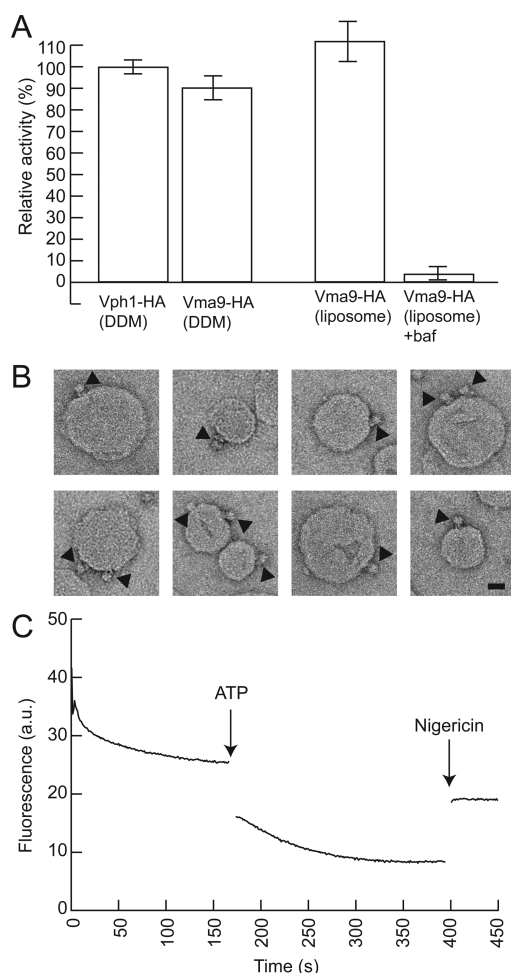 A
Relative activity (%)
110
100
90
80
70
60
50
40
30
20
10
0
Vph1-HA
(DDM)
Vma9-HA
(DDM)
Vma9-HA
(liposome)
Vma9-HA
(liposome)
+baf
B
C
Fluorescence (a.u.)
50
40
30
20
10
0
ATP
Nigericin
0
50
100
150
200
250
300
350
400
450
Time (s)